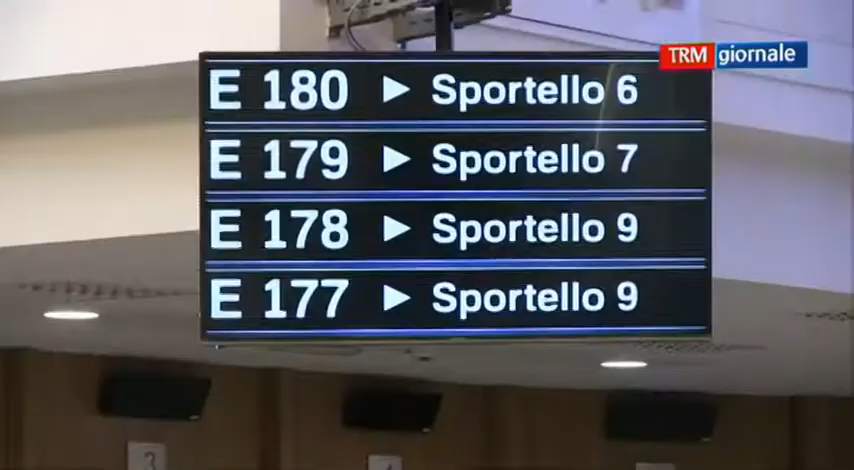 TRM giornale
E 180 ▶ Sportello 6
E 179 ▶ Sportello 7
E 178 ▶ Sportello 9
E 177 ▶ Sportello 9
3